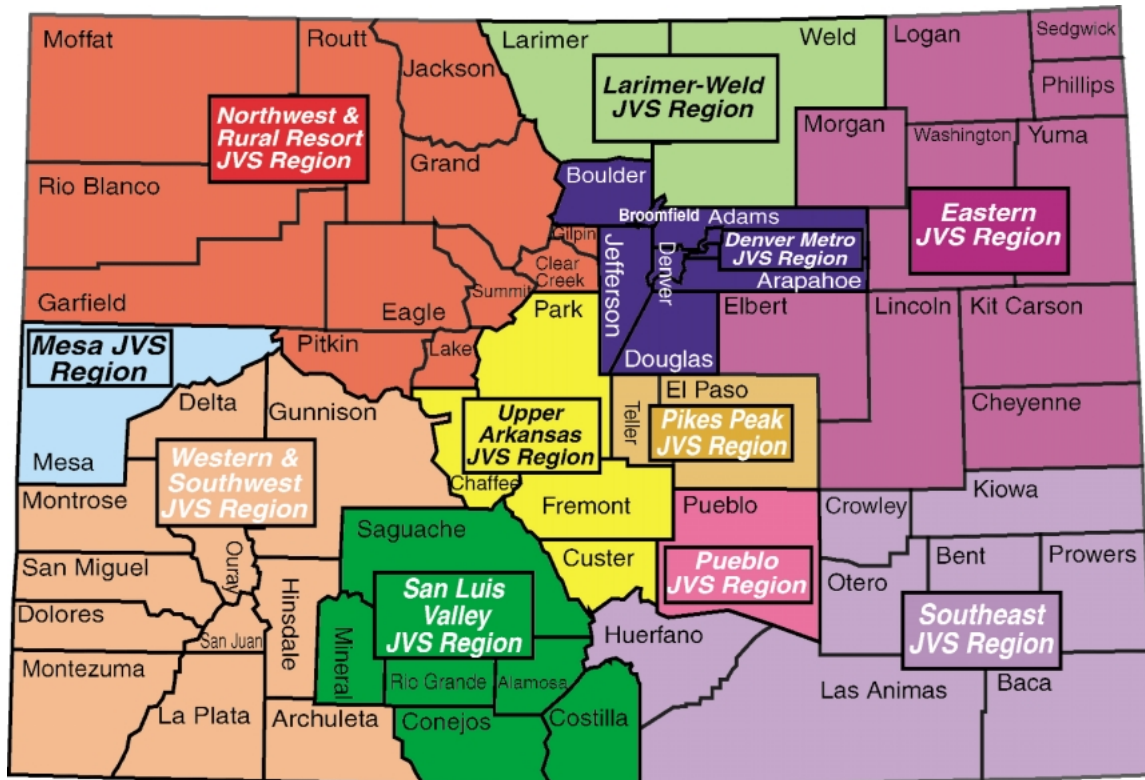 Moffat
Routt
Jackson
Larimer
Weld
Logan
Sedgwick
Phillips
Northwest &
Rural Resort
JVS Region
Larimer-Weld
JVS Region
Morgan
Washington
Yuma
Grand
Rio Blanco
Boulder
Broomfield
Adams
Eastern
JVS Region
Gilpin
Jefferson
Denver
Denver Metro
JVS Region
Clear
Creek
Arapahoe
Garfield
Eagle
Summit
Park
Elbert
Lincoln
Kit Carson
Mesa JVS
Region
Pitkin
Lake
Douglas
Delta
Gunnison
Teller
El Paso
Cheyenne
Upper
Arkansas
JVS Region
Pikes Peak
JVS Region
Mesa
Western &
Southwest
JVS Region
Chaffee
Montrose
Fremont
Pueblo
Crowley
Kiowa
Saguache
San Miguel
Ouray
Custer
Pueblo
JVS Region
Otero
Bent
Prowers
Hinsdale
San Luis
Valley
JVS Region
Dolores
San Juan
Mineral
Huerfano
Southeast
JVS Region
Montezuma
Rio Grande
Alamosa
Las Animas
Baca
La Plata
Archuleta
Conejos
Costilla